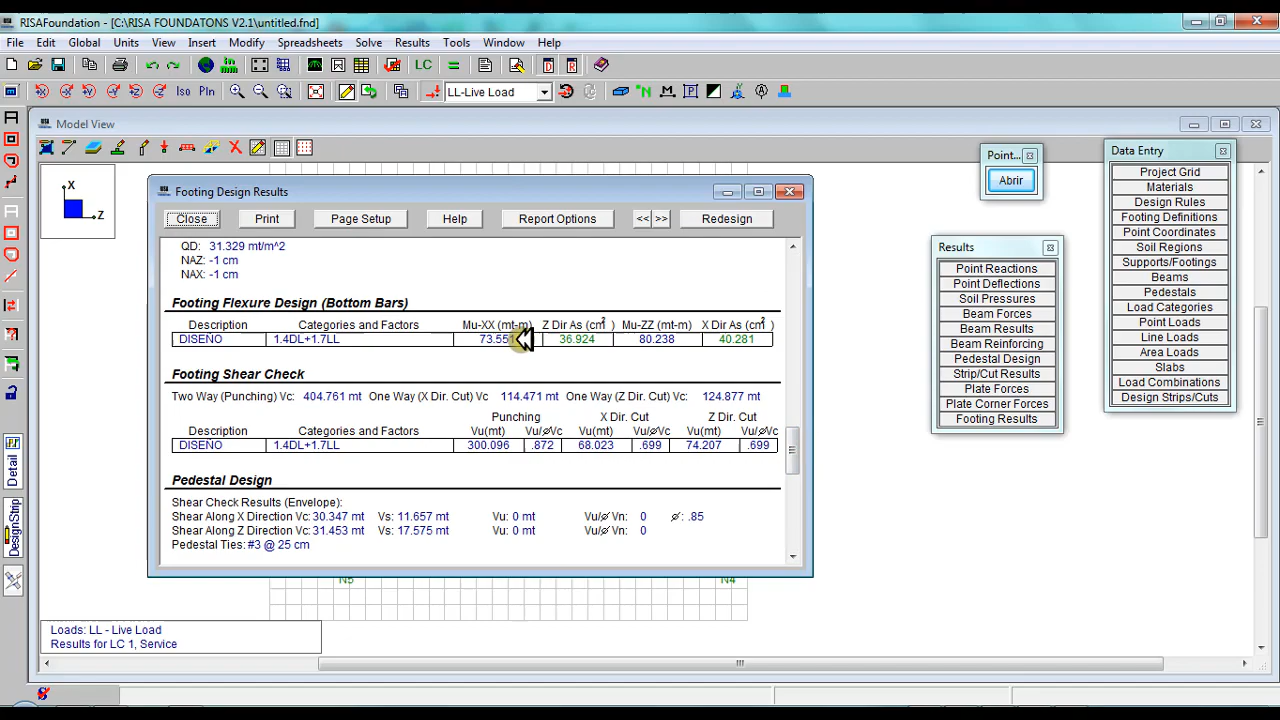 RISAFoundation - [C:\RISA FOUNDATONS V2.1\untitled.fnd]
File Edit Global Units View Insert Modify Spreadsheets Solve Results Tools Window Help
LC
Iso Pln LL-Live Load
Model View
X
Z
Point...
Abrir
Data Entry
Project Grid
Materials
Design Rules
Footing Definitions
Point Coordinates
Soil Regions
Supports/Footings
Beams
Pedestals
Load Categories
Point Loads
Line Loads
Area Loads
Slabs
Load Combinations
Design Strips/Cuts
Results
Point Reactions
Point Deflections
Soil Pressures
Beam Forces
Beam Results
Beam Reinforcing
Pedestal Design
Strip/Cut Results
Plate Forces
Plate Corner Forces
Footing Results
Footing Design Results
Close Print Page Setup Help Report Options << >> Redesign
QD: 31.329 mt/m^2
NAZ: -1 cm
NAX: -1 cm
Footing Flexure Design (Bottom Bars)
Description Categories and Factors Mu-XX (mt-m) Z Dir As (cm²) Mu-ZZ (mt-m) X Dir As (cm²)
DISEÑO 1.4DL+1.7LL 73.551 36.924 80.238 40.281
Footing Shear Check
Two Way (Punching) Vc: 404.761 mt One Way (X Dir. Cut) Vc 114.471 mt One Way (Z Dir. Cut) Vc: 124.877 mt
Punching X Dir. Cut Z Dir. Cut
Description Categories and Factors Vu(mt) Vu/∅Vc Vu(mt) Vu/∅Vc Vu(mt) Vu/∅Vc
DISEÑO 1.4DL+1.7LL 300.096 .872 68.023 .699 74.207 .699
Pedestal Design
Shear Check Results (Envelope):
Shear Along X Direction Vc: 30.347 mt Vs: 11.657 mt Vu: 0 mt Vu/∅ Vn: 0 ∅: .85
Shear Along Z Direction Vc: 31.453 mt Vs: 17.575 mt Vu: 0 mt Vu/∅ Vn: 0
Pedestal Ties: #3 @ 25 cm
N5 N4
Loads: LL - Live Load
Results for LC 1, Service
Detail
DesignStrip